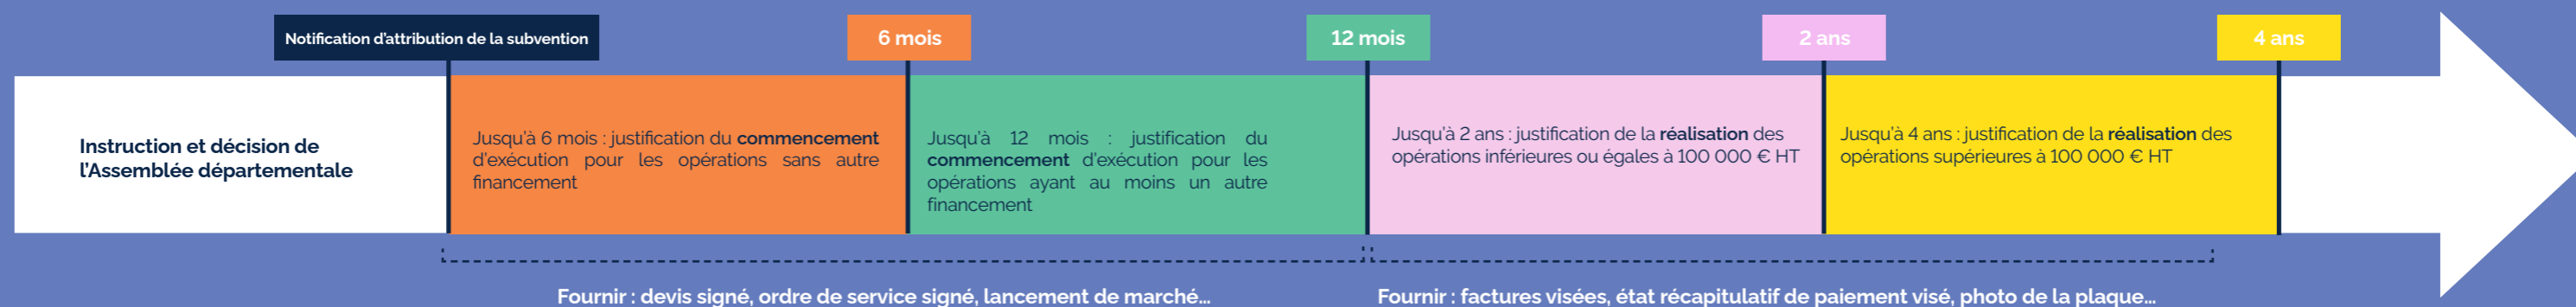 Notification d'attribution de la subvention
6 mois
12 mois
2 ans
4 ans
Instruction et décision de
l'Assemblée départementale
Jusqu'à 6 mois : justification du commencement
d'exécution pour les opérations sans autre
financement
Jusqu'à 12 mois : justification du
commencement d'exécution pour les
opérations ayant au moins un autre
financement
Jusqu'à 2 ans : justification de la réalisation des
opérations inférieures ou égales à 100 000 € HT
Jusqu'à 4 ans : justification de la réalisation des
opérations supérieures à 100 000 € HT
Fournir : devis signé, ordre de service signé, lancement de marché...
Fournir : factures visées, état récapitulatif de paiement visé, photo de la plaque...